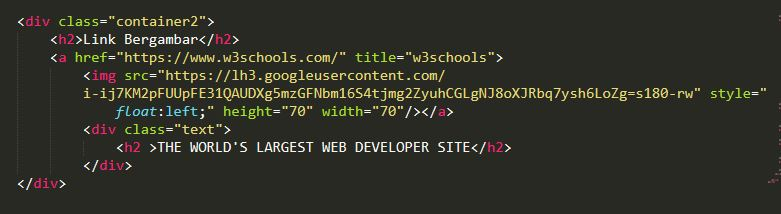 <div class="container2">
<h2>Link Bergambar</h2>
<a href="https://www.w3schools.com/" title="w3schools">
<img src="https://lh3.googleusercontent.com/
i-ij7KM2pFUUpFE31QAUDXg5mzGFNbm16S4tjmg2ZyuhCGLgNJ8oXJRbq7ysh6LoZg=s180-rw" style="
float:left;" height="70" width="70"/></a>
<div class="text">
<h2 >THE WORLD'S LARGEST WEB DEVELOPER SITE</h2>
</div>
</div>